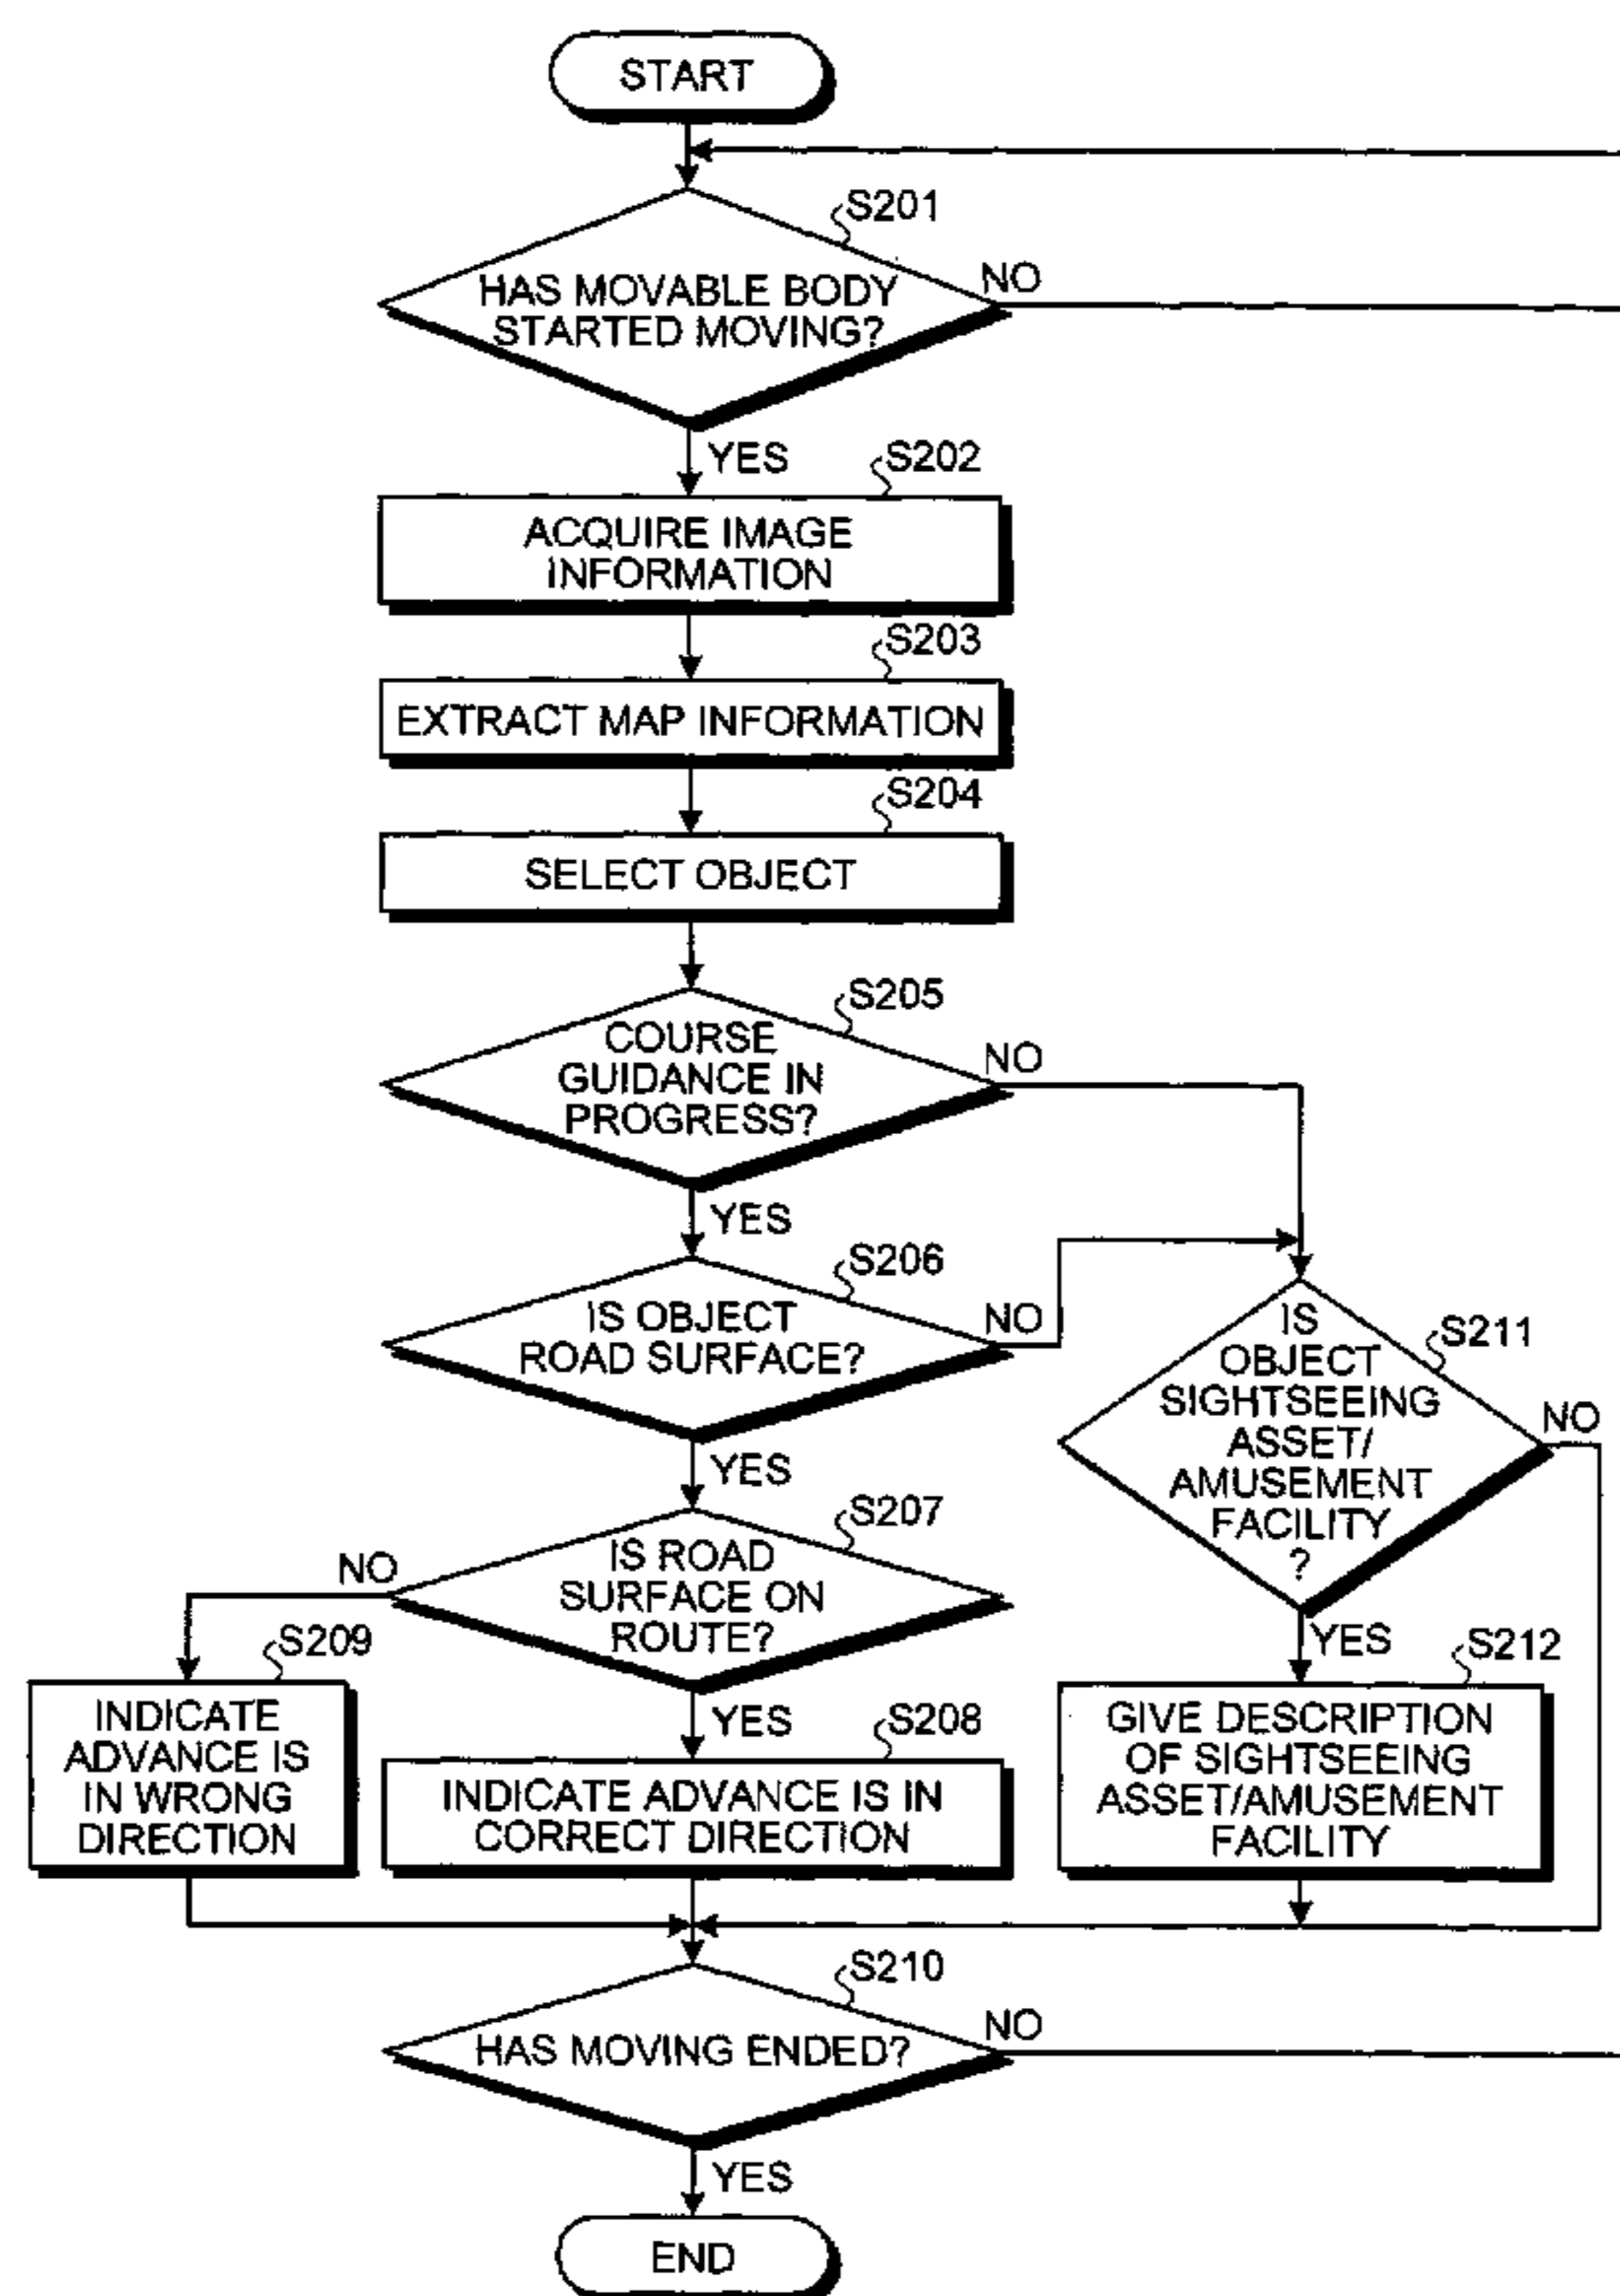 START
S201
HAS MOVABLE BODY
STARTED MOVING?
NO
YES
S202
ACQUIRE IMAGE
INFORMATION
S203
EXTRACT MAP INFORMATION
S204
SELECT OBJECT
S205
COURSE
GUIDANCE IN
PROGRESS?
NO
YES
S206
IS OBJECT
ROAD SURFACE?
NO
YES
S211
IS
OBJECT
SIGHTSEEING
ASSET/
AMUSEMENT
FACILITY
?
NO
YES
S207
IS ROAD
SURFACE ON
ROUTE?
NO
YES
S209
INDICATE
ADVANCE IS
IN WRONG
DIRECTION
S208
INDICATE ADVANCE IS IN
CORRECT DIRECTION
S212
GIVE DESCRIPTION
OF SIGHTSEEING
ASSET/AMUSEMENT
FACILITY
S210
HAS MOVING ENDED?
NO
YES
END